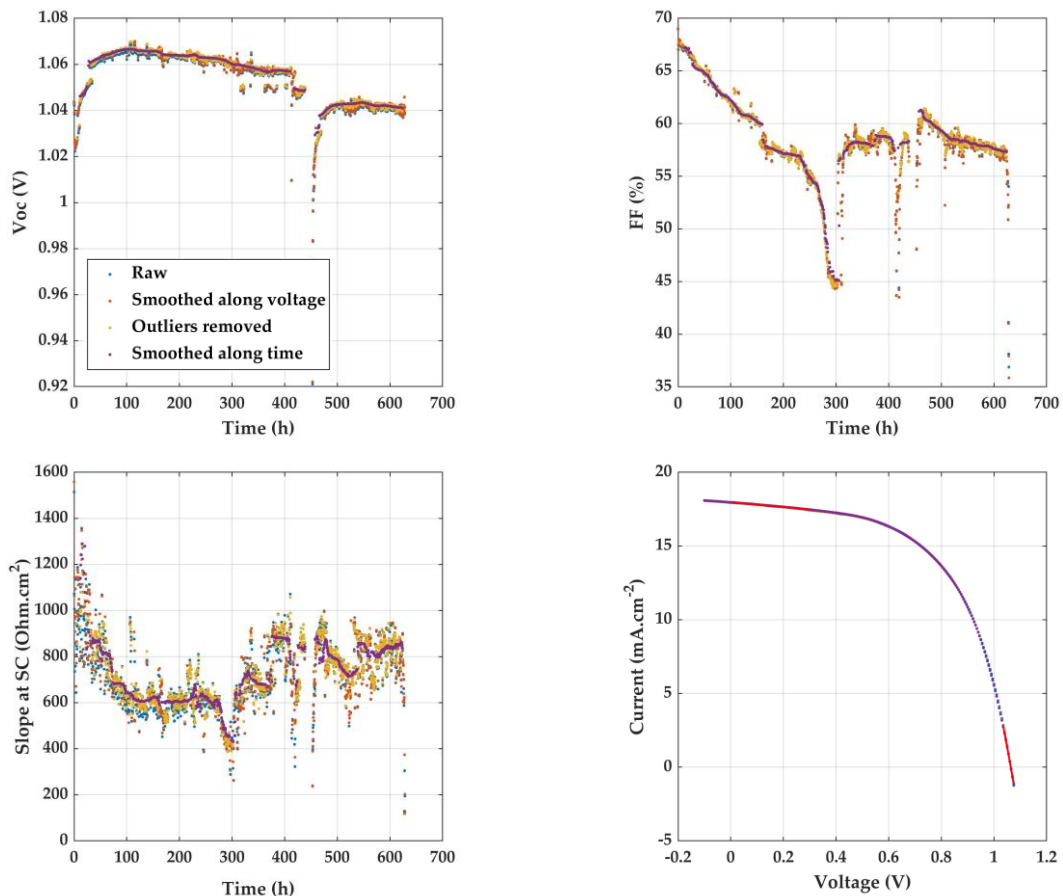 1.08
1.06
1.04
1.02
1
0.98
0.96
0.94
0.92
Voc (V)
Raw
Smoothed along voltage
Outliers removed
Smoothed along time
0 100 200 300 400 500 600 700
Time (h)
70
65
60
55
50
45
40
35
FF (%)
0 100 200 300 400 500 600 700
Time (h)
1600
1400
1200
1000
800
600
400
200
0
Slope at SC (Ohm.cm²)
0 100 200 300 400 500 600 700
Time (h)
20
15
10
5
0
-5
Current (mA.cm⁻²)
-0.2 0 0.2 0.4 0.6 0.8 1 1.2
Voltage (V)